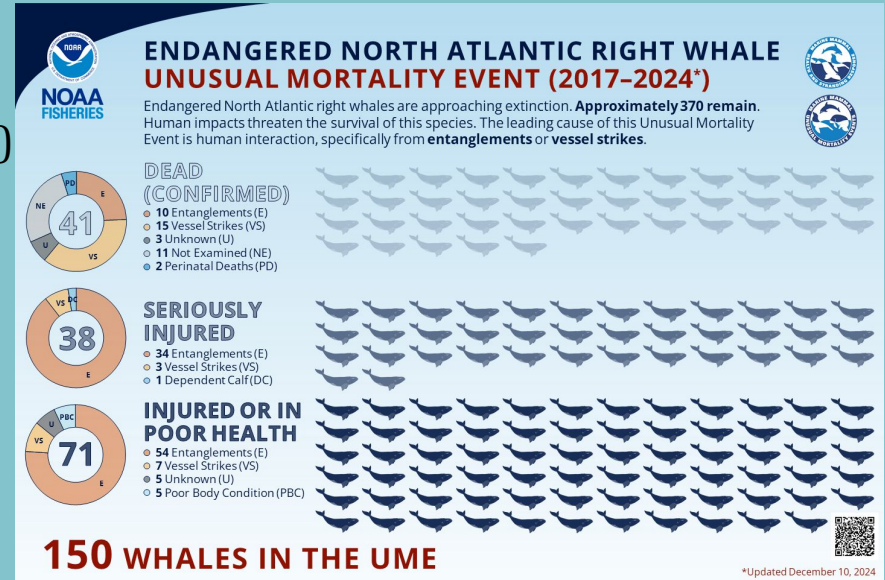 NOAA
NOAA
FISHERIES
ENDANGERED NORTH ATLANTIC RIGHT WHALE
UNUSUAL MORTALITY EVENT (2017–2024*)
Endangered North Atlantic right whales are approaching extinction. Approximately 370 remain.
Human impacts threaten the survival of this species. The leading cause of this Unusual Mortality
Event is human interaction, specifically from entanglements or vessel strikes.
PD
E
NE
41
U
VS
DEAD
(CONFIRMED)
10 Entanglements (E)
15 Vessel Strikes (VS)
3 Unknown (U)
11 Not Examined (NE)
2 Perinatal Deaths (PD)
VS
DC
38
E
SERIOUSLY
INJURED
34 Entanglements (E)
3 Vessel Strikes (VS)
1 Dependent Calf (DC)
PBC
U
VS
71
E
INJURED OR IN
POOR HEALTH
54 Entanglements (E)
7 Vessel Strikes (VS)
5 Unknown (U)
5 Poor Body Condition (PBC)
150 WHALES IN THE UME
*Updated December 10, 2024